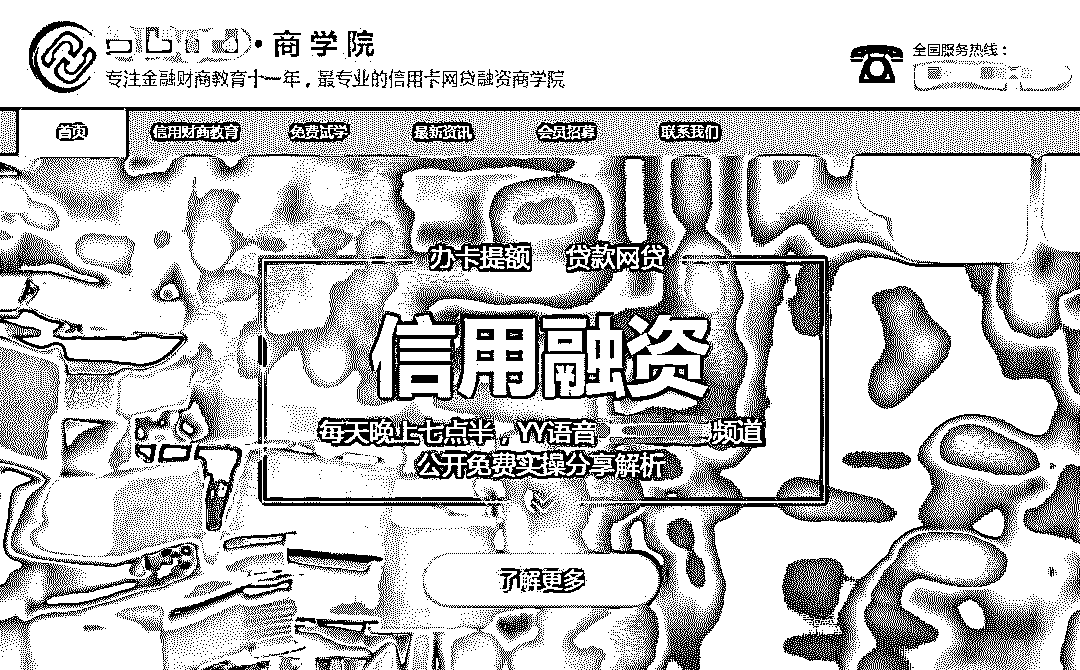 ·商学院
专注金融财商教育十一年，最专业的信用卡网贷融资商学院
全国服务热线：
首页 信用财商教育 免费试学 最新资讯 会员招募 联系我们
办卡提额 贷款网贷
信用融资
每天晚上七点半，YY语音 频道
公开免费实操分享解析
了解更多